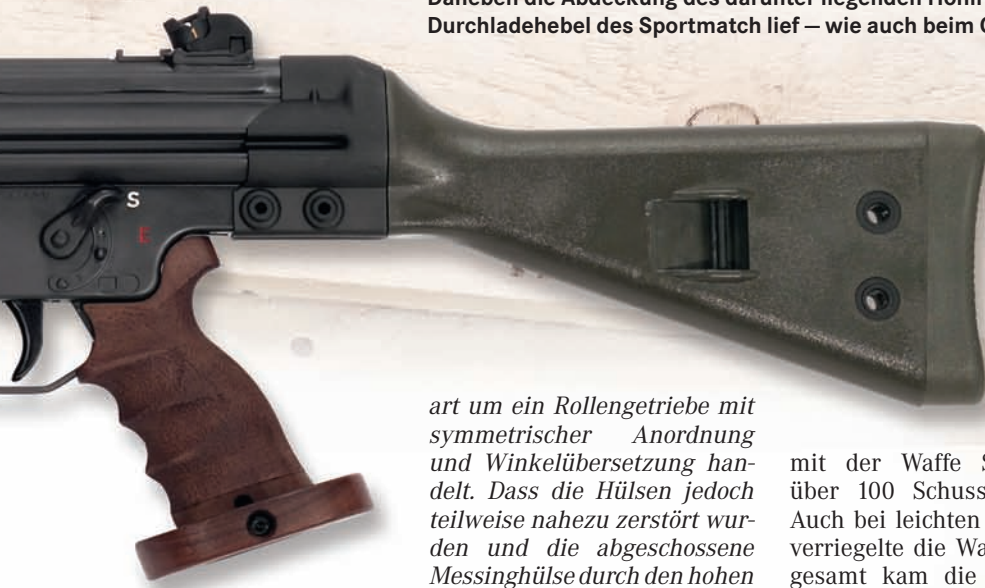 Daneben die Abdeckung des darunter liegenden
Durchladehebel des Sportmatch lief – wie auch beim
S
E
art um ein Rollengetriebe mit
symmetrischer Anordnung
und Winkelübersetzung han-
delt. Dass die Hülsen jedoch
teilweise nahezu zerstört wur-
den und die abgeschossene
Messinghülse durch den hohen
mit der Waffe S
über 100 Schuss
Auch bei leichten
verriegelte die Wa
gesamt kam die